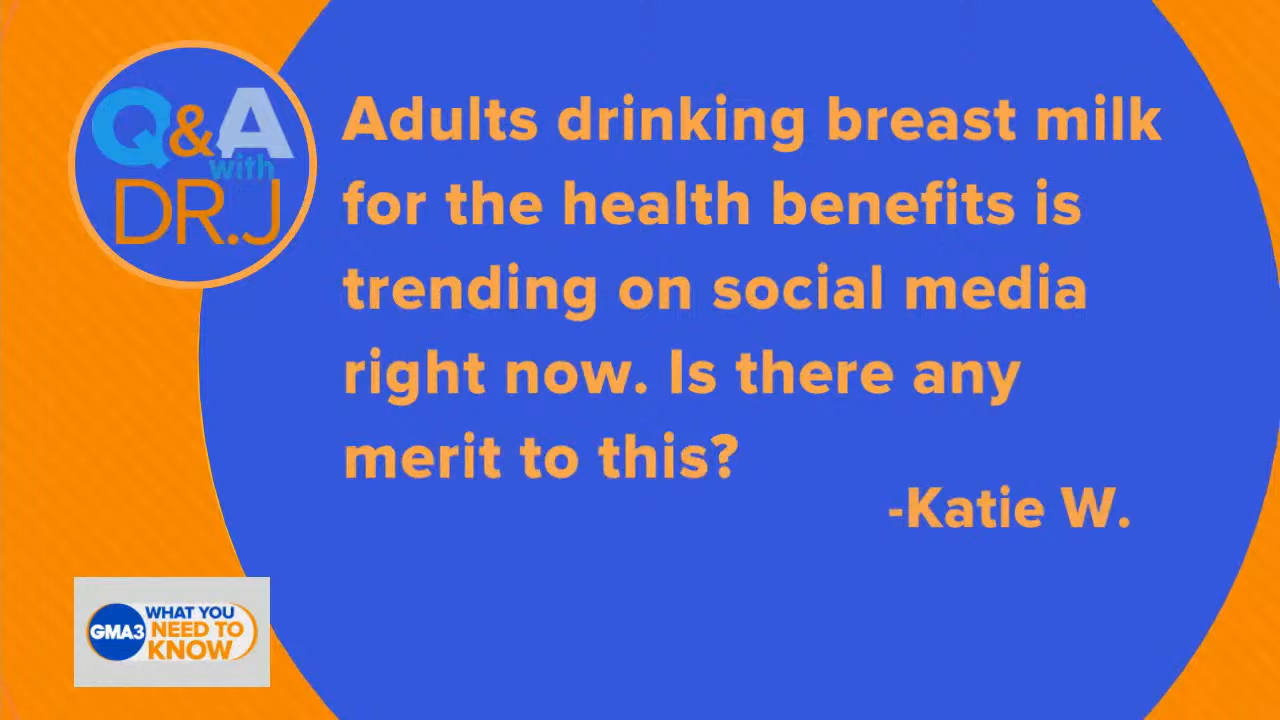 Q&A
with
DR.J
Adults drinking breast milk
for the health benefits is
trending on social media
right now. Is there any
merit to this?
-Katie W.
GMA3
WHAT YOU
NEED TO
KNOW